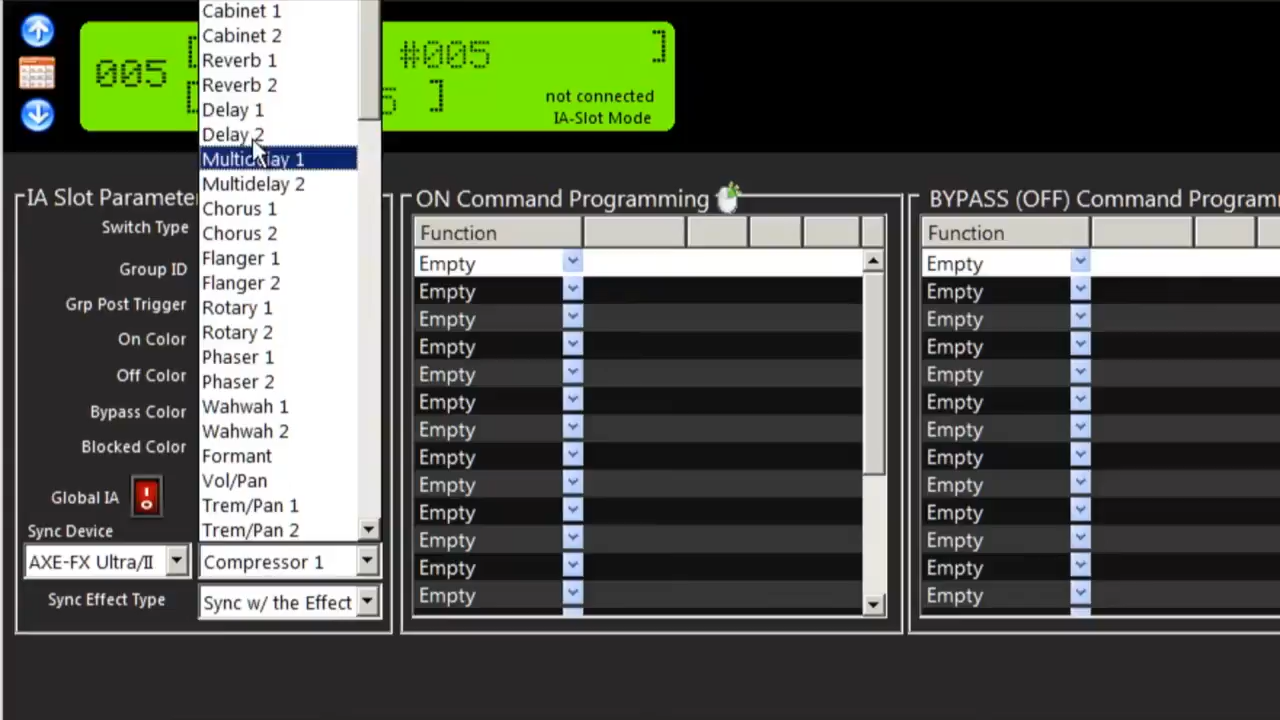 005
[
#005
]
[
5 ]
not connected
IA-Slot Mode
Cabinet 1
Cabinet 2
Reverb 1
Reverb 2
Delay 1
Delay 2
Multidelay 1
Multidelay 2
Chorus 1
Chorus 2
Flanger 1
Flanger 2
Rotary 1
Rotary 2
Phaser 1
Phaser 2
Wahwah 1
Wahwah 2
Formant
Vol/Pan
Trem/Pan 1
Trem/Pan 2
IA Slot Parameter
Switch Type
Group ID
Grp Post Trigger
On Color
Off Color
Bypass Color
Blocked Color
Global IA
Sync Device
AXE-FX Ultra/II
Compressor 1
Sync Effect Type
Sync w/ the Effect
ON Command Programming
Function
Empty
Empty
Empty
Empty
Empty
Empty
Empty
Empty
Empty
Empty
Empty
Empty
Empty
BYPASS (OFF) Command Program
Function
Empty
Empty
Empty
Empty
Empty
Empty
Empty
Empty
Empty
Empty
Empty
Empty
Empty